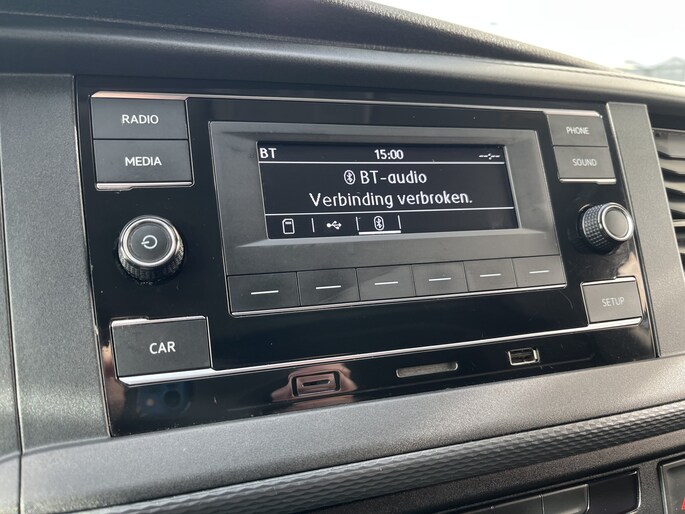 RADIO
MEDIA
PHONE
SOUND
BT 15:00
BT-audio
Verbinding verbroken.
CAR
SETUP